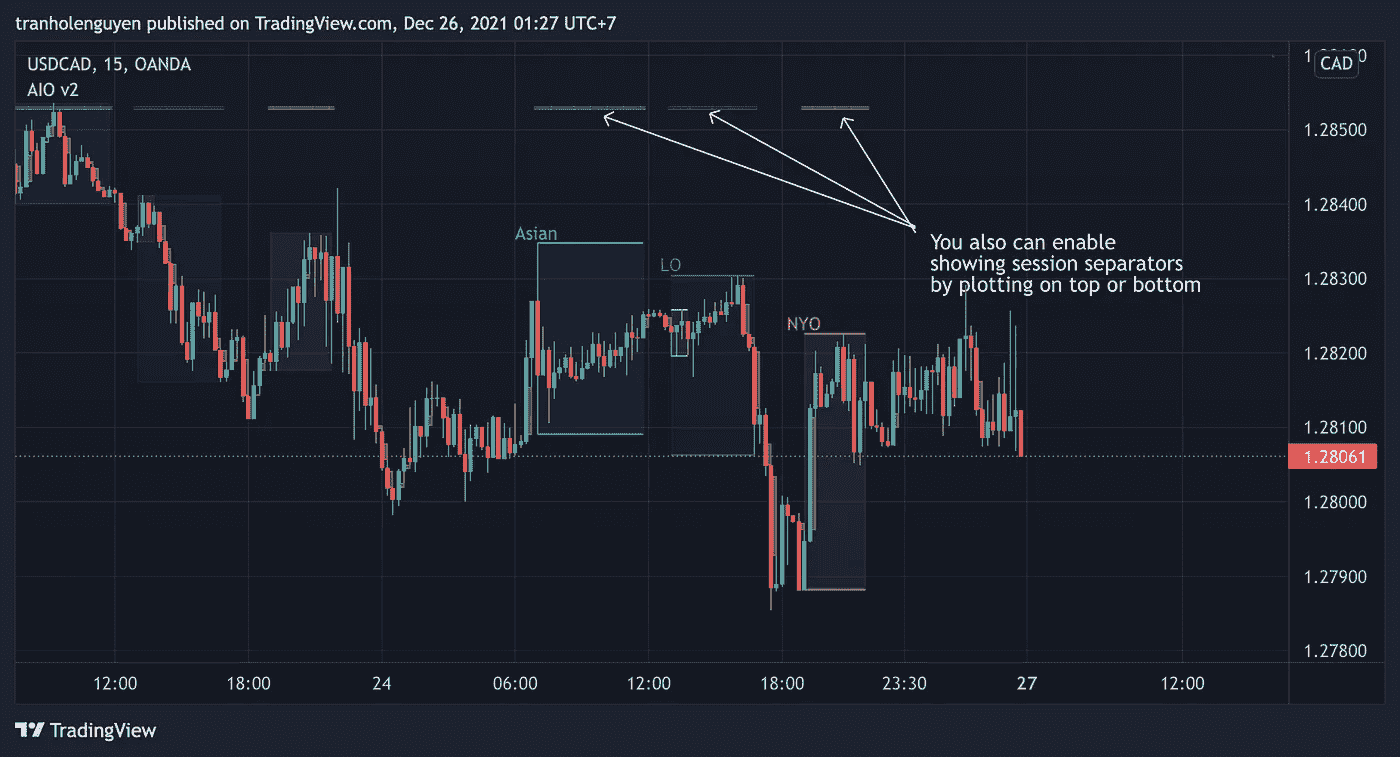 tranholenguyen published on TradingView.com, Dec 26, 2021 01:27 UTC+7
USDCAD, 15, OANDA
AIO v2
CAD
1.28500
1.28400
Asian
LO
You also can enable
showing session separators
by plotting on top or bottom
1.28300
NYO
1.28200
1.28100
1.28061
1.28000
1.27900
1.27800
12:00 18:00 24 06:00 12:00 18:00 23:30 27 12:00
TradingView